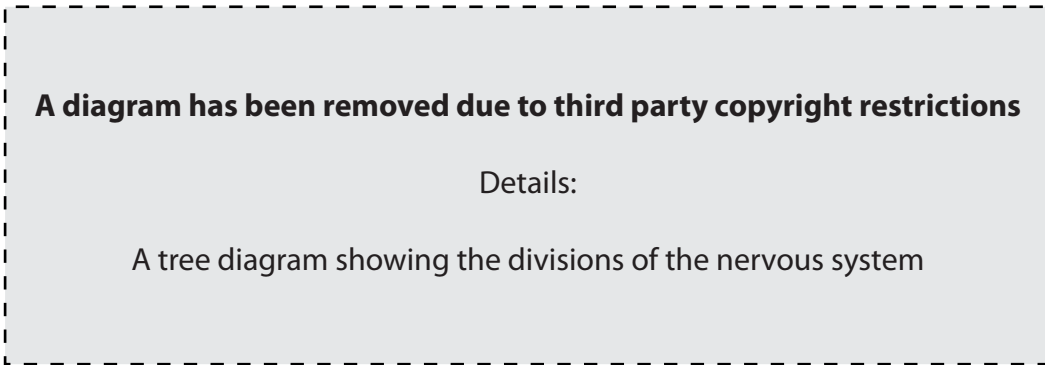 A diagram has been removed due to third party copyright restrictions
Details:
A tree diagram showing the divisions of the nervous system